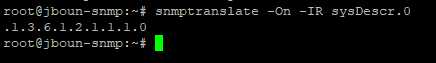 root@jboun-snmp:~# snmptranslate -On -IR sysDescr.0
.1.3.6.1.2.1.1.1.0
root@jboun-snmp:~#